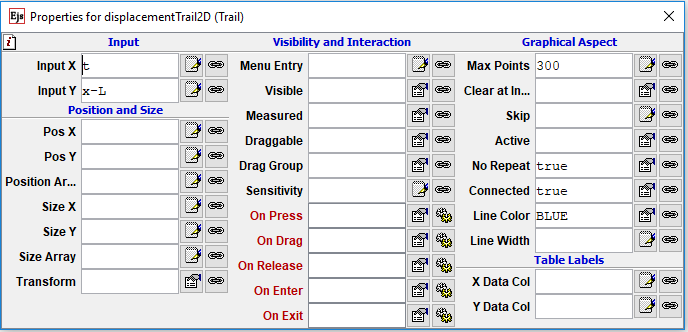 Ejs Properties for displacementTrail2D (Trail)
i Input
Input X t
Input Y x-L
Position and Size
Pos X
Pos Y
Position Ar...
Size X
Size Y
Size Array
Transform
Visibility and Interaction
Menu Entry
Visible
Measured
Draggable
Drag Group
Sensitivity
On Press
On Drag
On Release
On Enter
On Exit
Graphical Aspect
Max Points 300
Clear at In...
Skip
Active
No Repeat true
Connected true
Line Color BLUE
Line Width
Table Labels
X Data Col
Y Data Col